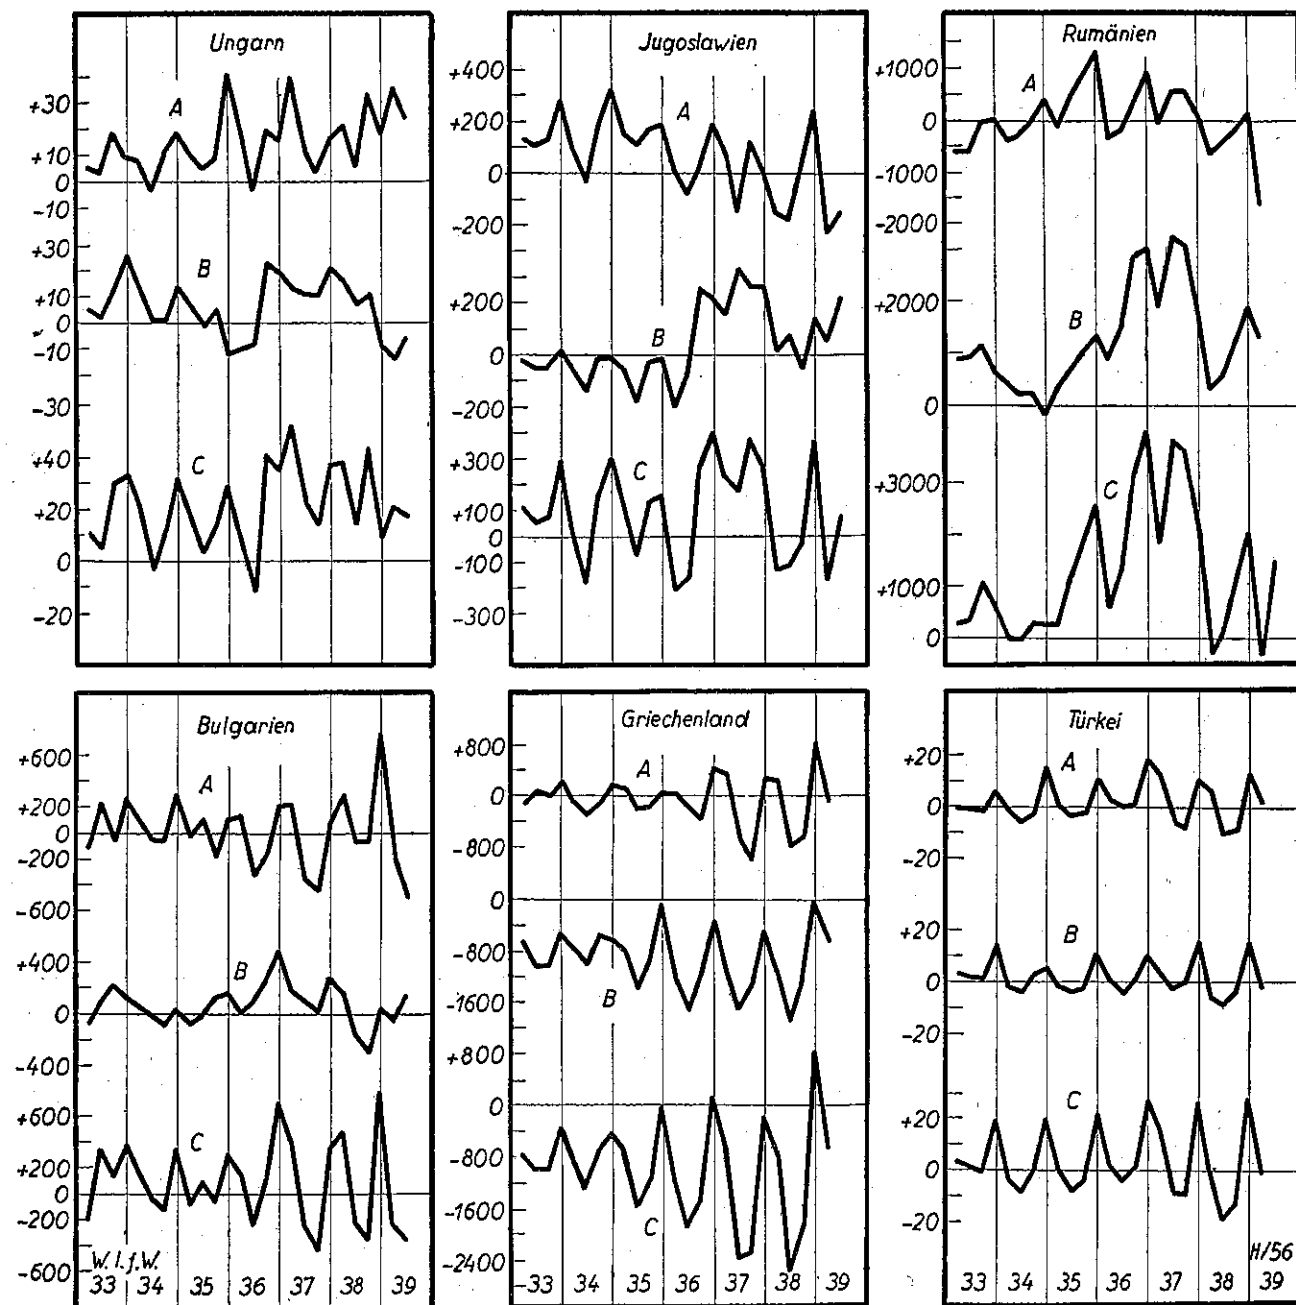 Ungarn
A
+30
+10
0
-10
+30
B
+10
0
-10
-30
+40
C
+20
0
-20
Jugoslawien
+400
A
+200
0
-200
+200
B
0
-200
+300
C
+100
0
-100
-300
Rumänien
+1000
A
0
-1000
-2000
+2000
B
0
+3000
C
+1000
0
Bulgarien
+600
A
+200
0
-200
-600
+400
B
0
-400
+600
C
+200
0
-200
-600
W.I.f.W.
33 34 35 36 37 38 39
Griechenland
+800
A
0
-800
0
-800
B
-1600
+800
0
-800
-1600
C
-2400
33 34 35 36 37 38 39
Türkei
+20
A
0
-20
+20
B
0
-20
C
+20
0
-20
H/56
33 34 35 36 37 38 39